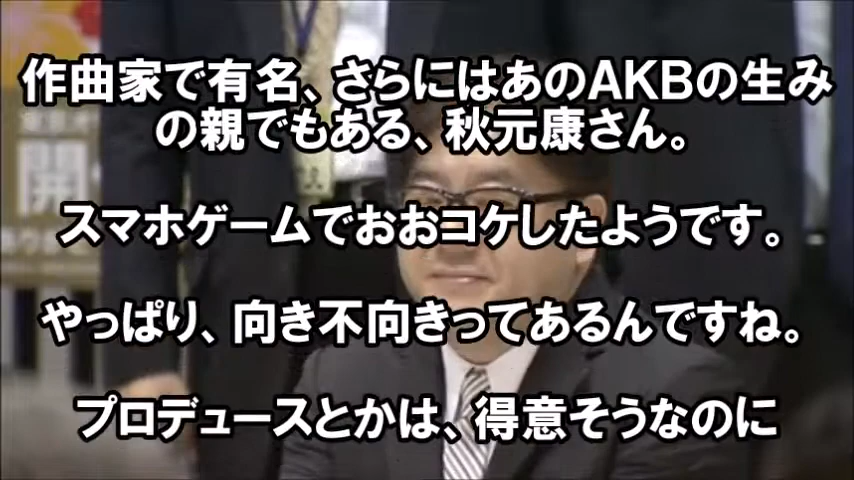 作曲家で有名、さらにはあのAKBの生み
の親でもある、秋元康さん。
スマホゲームでおおコケしたようです。
やっぱり、向き不向きってあるんですね。
プロデュースとかは、得意そうなのに
開